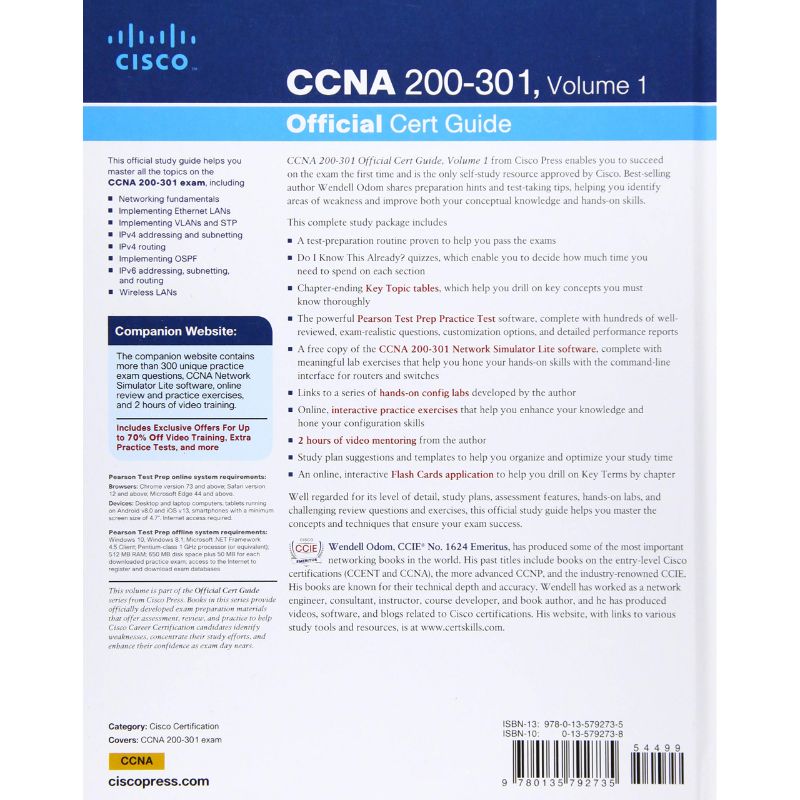 CISCO
CCNA 200-301, Volume 1
Official Cert Guide
This official study guide helps you
master all the topics on the
CCNA 200-301 exam, including
■ Networking fundamentals
■ Implementing Ethernet LANs
■ Implementing VLANs and STP
■ IPv4 addressing and subnetting
■ IPv4 routing
■ Implementing OSPF
■ IPv6 addressing, subnetting,
and routing
■ Wireless LANs
Companion Website:
The companion website contains
more than 300 unique practice
exam questions, CCNA Network
Simulator Lite software, online
review and practice exercises,
and 2 hours of video training.
Includes Exclusive Offers For Up
to 70% Off Video Training, Extra
Practice Tests, and more
Pearson Test Prep online system requirements:
Browsers: Chrome version 73 and above; Safari version
12 and above; Microsoft Edge 44 and above.
Devices: Desktop and laptop computers, tablets running
on Android v8.0 and iOS v13, smartphones with a minimum
screen size of 4.7". Internet access required.
Pearson Test Prep offline system requirements:
Windows 10, Windows 8.1; Microsoft .NET Framework
4.5 Client; Pentium-class 1 GHz processor (or equivalent);
512 MB RAM; 650 MB disk space plus 50 MB for each
downloaded practice exam; access to the Internet to
register and download exam databases
This volume is part of the Official Cert Guide
series from Cisco Press. Books in this series provide
officially developed exam preparation materials
that offer assessment, review, and practice to help
Cisco Career Certification candidates identify
weaknesses, concentrate their study efforts, and
enhance their confidence as exam day nears.
CCNA 200-301 Official Cert Guide, Volume 1 from Cisco Press enables you to succeed
on the exam the first time and is the only self-study resource approved by Cisco. Best-selling
author Wendell Odom shares preparation hints and test-taking tips, helping you identify
areas of weakness and improve both your conceptual knowledge and hands-on skills.
This complete study package includes
■ A test-preparation routine proven to help you pass the exams
■ Do I Know This Already? quizzes, which enable you to decide how much time you
need to spend on each section
■ Chapter-ending Key Topic tables, which help you drill on key concepts you must
know thoroughly
■ The powerful Pearson Test Prep Practice Test software, complete with hundreds of well-
reviewed, exam-realistic questions, customization options, and detailed performance reports
■ A free copy of the CCNA 200-301 Network Simulator Lite software, complete with
meaningful lab exercises that help you hone your hands-on skills with the command-
line interface for routers and switches
■ Links to a series of hands-on config labs developed by the author
■ Online, interactive practice exercises that help you enhance your knowledge and
hone your configuration skills
■ 2 hours of video mentoring from the author
■ Study plan suggestions and templates to help you organize and optimize your study time
■ An online, interactive Flash Cards application to help you drill on Key Terms by chapter
Well regarded for its level of detail, study plans, assessment features, hands-on labs, and
challenging review questions and exercises, this official study guide helps you master the
concepts and techniques that ensure your exam success.
CISCO
CCIE
EMERITUS
Wendell Odom, CCIE® No. 1624 Emeritus, has produced some of the most important
networking books in the world. His past titles include books on the entry-level Cisco
certifications (CCENT and CCNA), the more advanced CCNP, and the industry-renowned CCIE.
His books are known for their technical depth and accuracy. Wendell has worked as a network
engineer, consultant, instructor, course developer, and book author, and he has produced
videos, software, and blogs related to Cisco certifications. His website, with links to various
study tools and resources, is at www.certskills.com.
Category: Cisco Certification
Covers: CCNA 200-301 exam
CCNA
ciscopress.com
ISBN-13: 978-0-13-579273-5
ISBN-10: 0-13-579273-8
54499
9 780135 792735